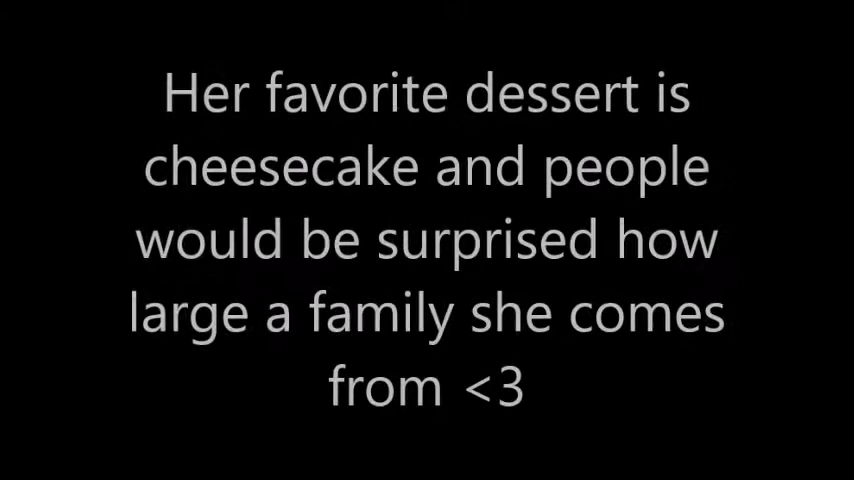 Her favorite dessert is
cheesecake and people
would be surprised how
large a family she comes
from <3